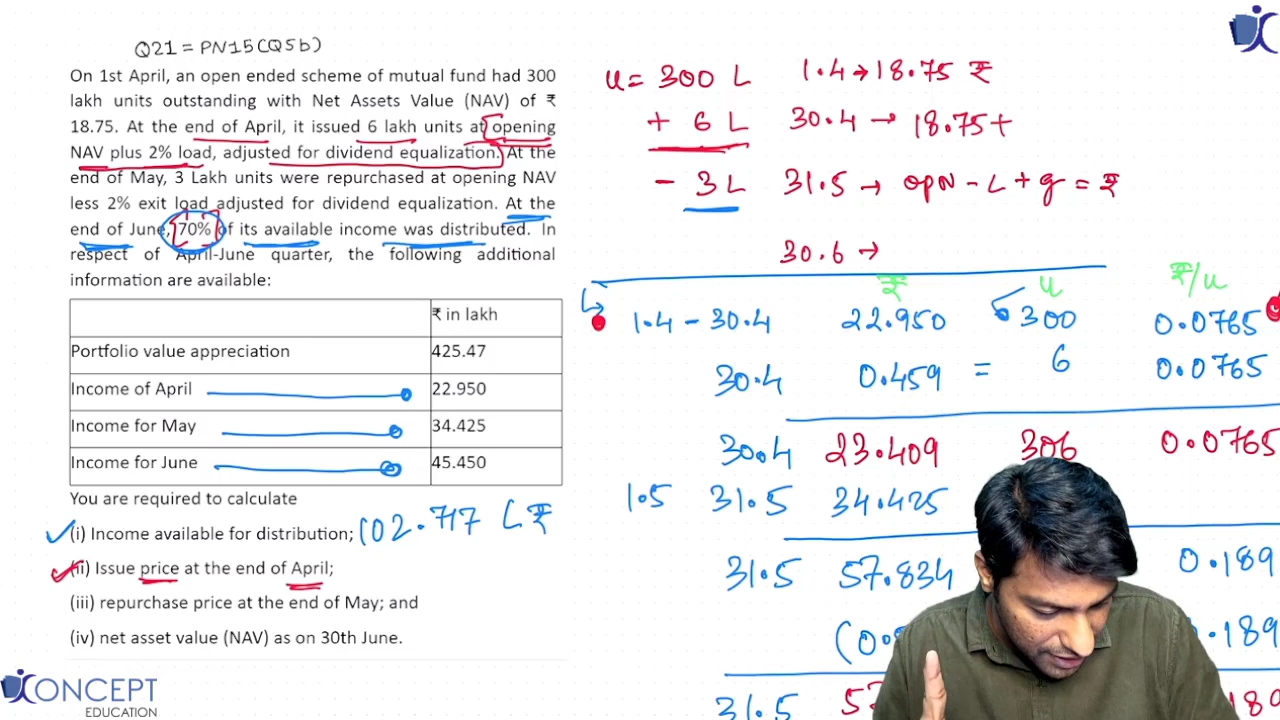 Q21 = PN15(Q5b)
On 1st April, an open ended scheme of mutual fund had 300
lakh units outstanding with Net Assets Value (NAV) of ₹
18.75. At the end of April, it issued 6 lakh units at opening
NAV plus 2% load, adjusted for dividend equalization. At the
end of May, 3 Lakh units were repurchased at opening NAV
less 2% exit load adjusted for dividend equalization. At the
end of June, 70% of its available income was distributed. In
respect of April-June quarter, the following additional
information are available:
₹ in lakh
Portfolio value appreciation 425.47
Income of April 22.950
Income for May 34.425
Income for June 45.450
You are required to calculate
(i) Income available for distribution; 102.717 L ₹
(ii) Issue price at the end of April;
(iii) repurchase price at the end of May; and
(iv) net asset value (NAV) as on 30th June.
CONCEPT
EDUCATION
u = 300 L 1.4 → 18.75 ₹
+ 6 L 30.4 → 18.75 +
- 3 L 31.5 → opN - L + g = ₹
30.6 →
₹ u ₹/u
1.4 - 30.4 22.950 300 0.0765
30.4 0.459 = 6 0.0765
30.4 23.409 306 0.0765
1.5 31.5 34.425
31.5 57.834 0.189
(0. .189
31.5 189